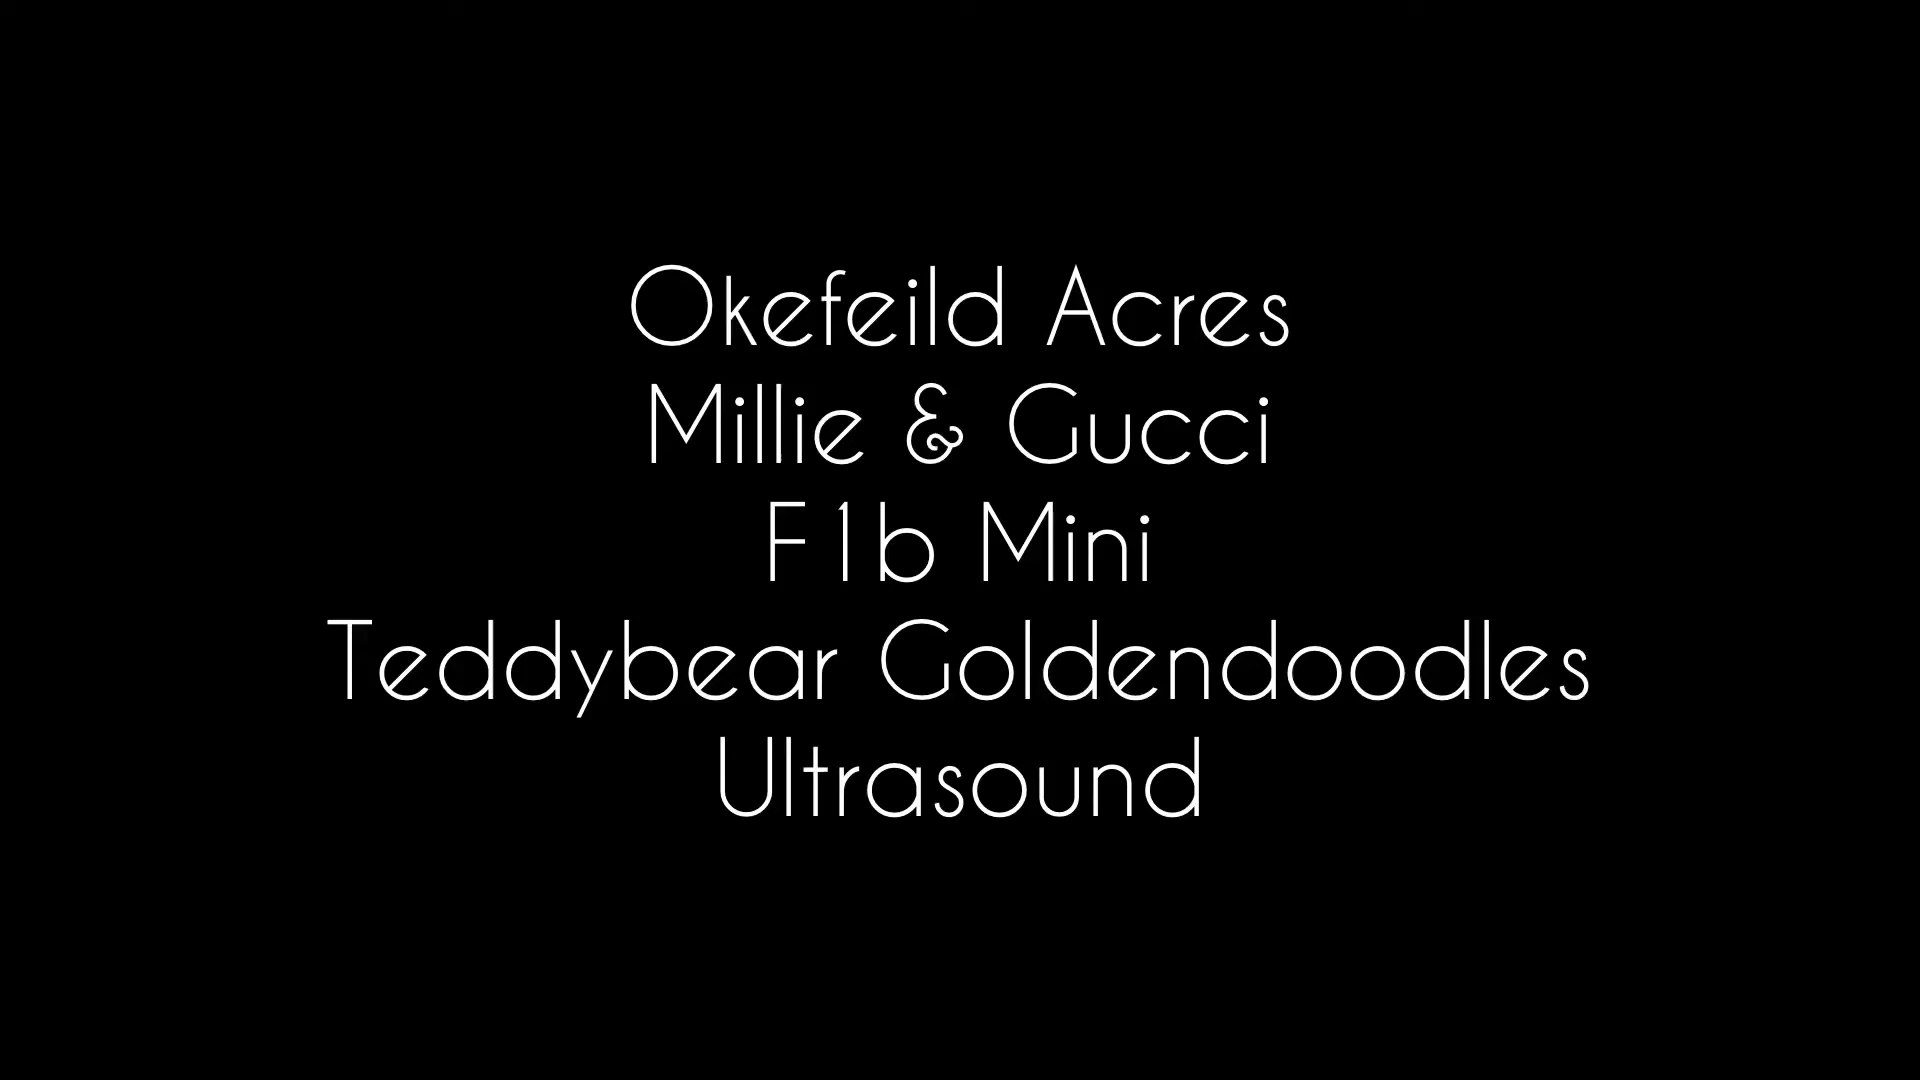 Okefeild Acres
Millie & Gucci
F1b Mini
Teddybear Goldendoodles
Ultrasound